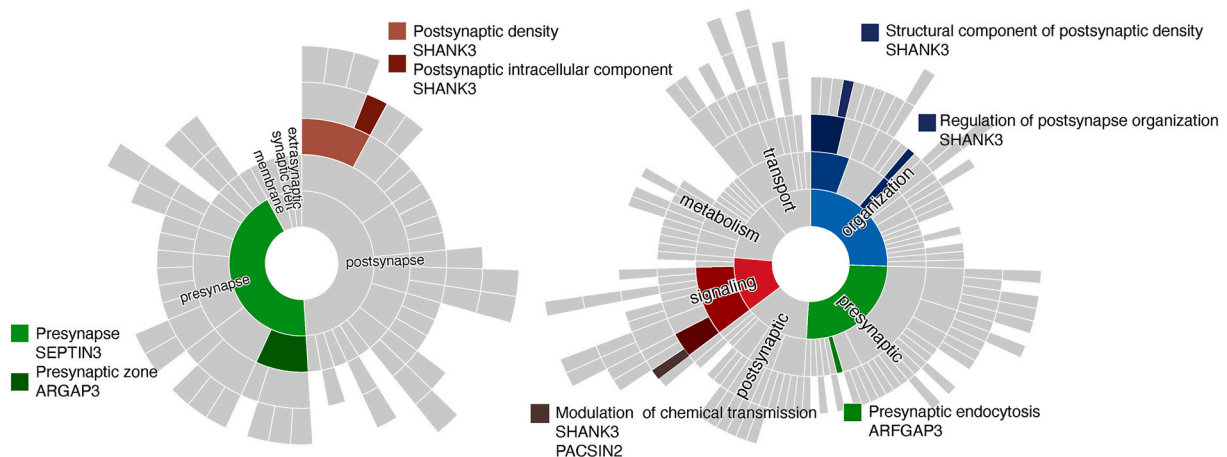 Postsynaptic density
SHANK3
Postsynaptic intracellular component
SHANK3
extrasynaptic
synaptic cleft
membrane
postsynapse
presynapse
Presynapse
SEPTIN3
Presynaptic zone
ARGAP3
Structural component of postsynaptic density
SHANK3
Regulation of postsynapse organization
SHANK3
transport
organization
metabolism
signaling
presynaptic
postsynaptic
Modulation of chemical transmission
SHANK3
PACSIN2
Presynaptic endocytosis
ARFGAP3